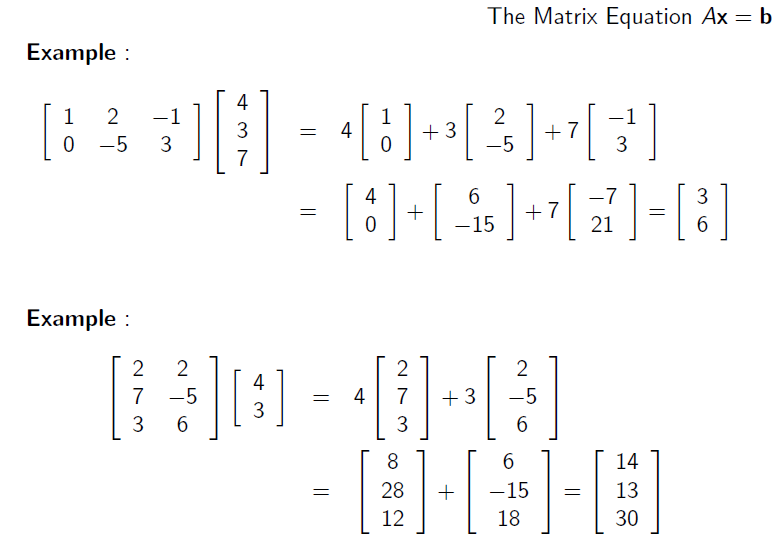 The Matrix Equation Ax = b
Example :
[ 1 2 −1 ; 0 −5 3 ] [ 4 ; 3 ; 7 ] = 4 [ 1 ; 0 ] + 3 [ 2 ; −5 ] + 7 [ −1 ; 3 ]
= [ 4 ; 0 ] + [ 6 ; −15 ] + 7 [ −7 ; 21 ] = [ 3 ; 6 ]
Example :
[ 2 2 ; 7 −5 ; 3 6 ] [ 4 ; 3 ] = 4 [ 2 ; 7 ; 3 ] + 3 [ 2 ; −5 ; 6 ]
= [ 8 ; 28 ; 12 ] + [ 6 ; −15 ; 18 ] = [ 14 ; 13 ; 30 ]